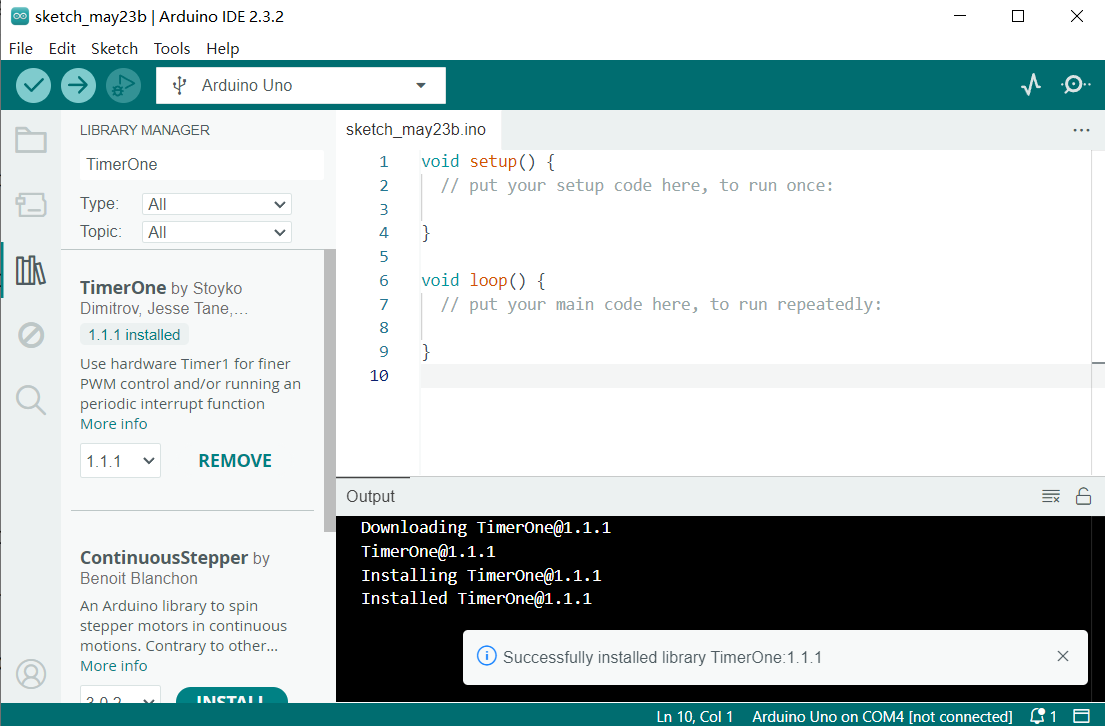 sketch_may23b | Arduino IDE 2.3.2
File Edit Sketch Tools Help
Arduino Uno
LIBRARY MANAGER
TimerOne
Type: All
Topic: All
TimerOne by Stoyko
Dimitrov, Jesse Tane,...
1.1.1 installed
Use hardware Timer1 for finer
PWM control and/or running an
periodic interrupt function
More info
1.1.1 REMOVE
ContinuousStepper by
Benoit Blanchon
An Arduino library to spin
stepper motors in continuous
motions. Contrary to other...
More info
3.0.2 INSTALL
sketch_may23b.ino
1 void setup() {
2 // put your setup code here, to run once:
3
4 }
5
6 void loop() {
7 // put your main code here, to run repeatedly:
8
9 }
10
Output
Downloading TimerOne@1.1.1
TimerOne@1.1.1
Installing TimerOne@1.1.1
Installed TimerOne@1.1.1
Successfully installed library TimerOne:1.1.1
Ln 10, Col 1 Arduino Uno on COM4 [not connected] 1